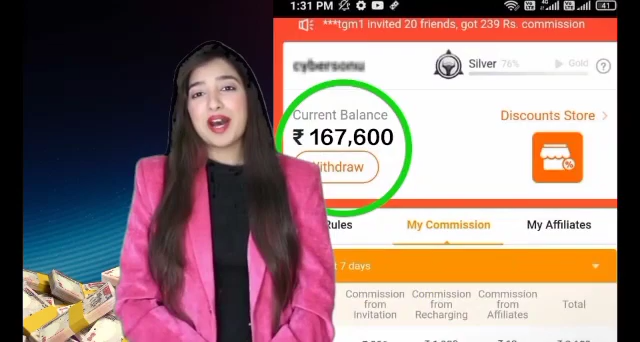 1:31 PM
41
***tgm1 invited 20 friends, got 239 Rs. commission
Silver 76% Gold ?
Current Balance
₹ 167,600
Withdraw
Discounts Store
%
Rules My Commission My Affiliates
7 days
Commission from Invitation
Commission from Recharging
Commission from Affiliates
Total